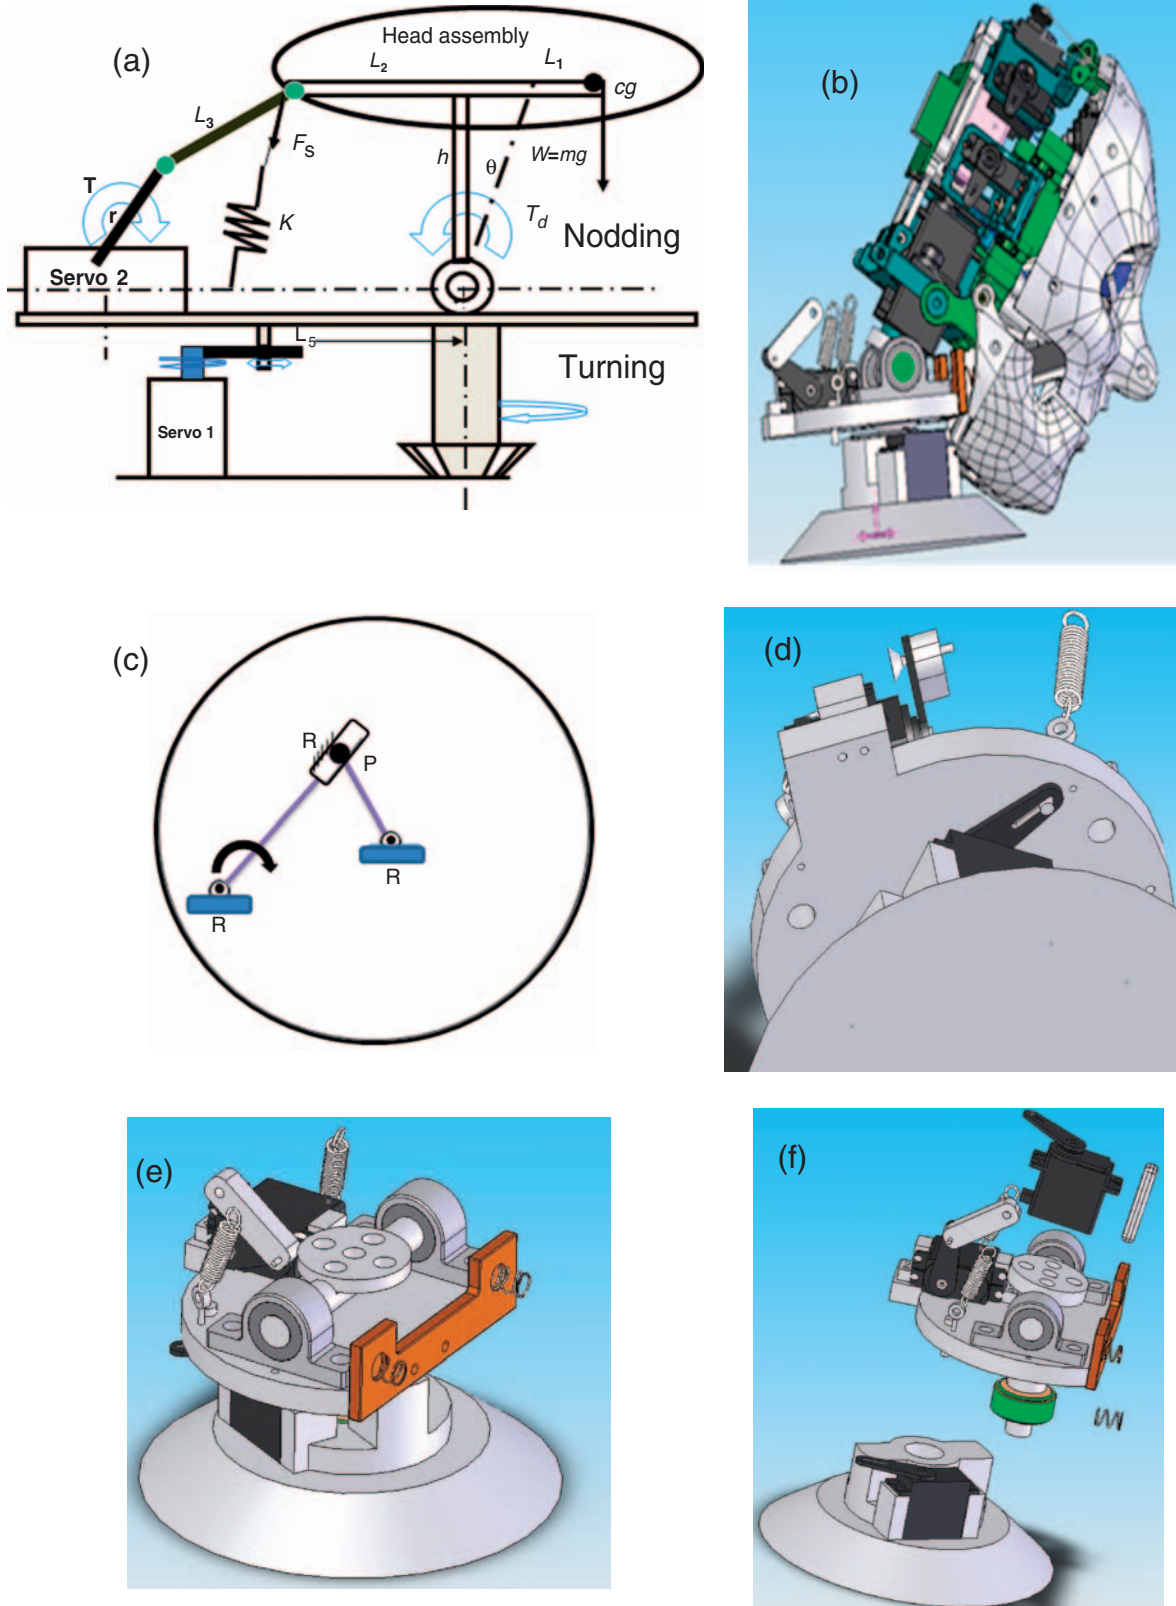 (a)
Head assembly
L2
L1
cg
L3
FS
h
θ
W=mg
T
r
K
Td
Nodding
Servo 2
L5
Turning
Servo 1
(b)
(c)
R
P
R
R
(d)
(e)
(f)